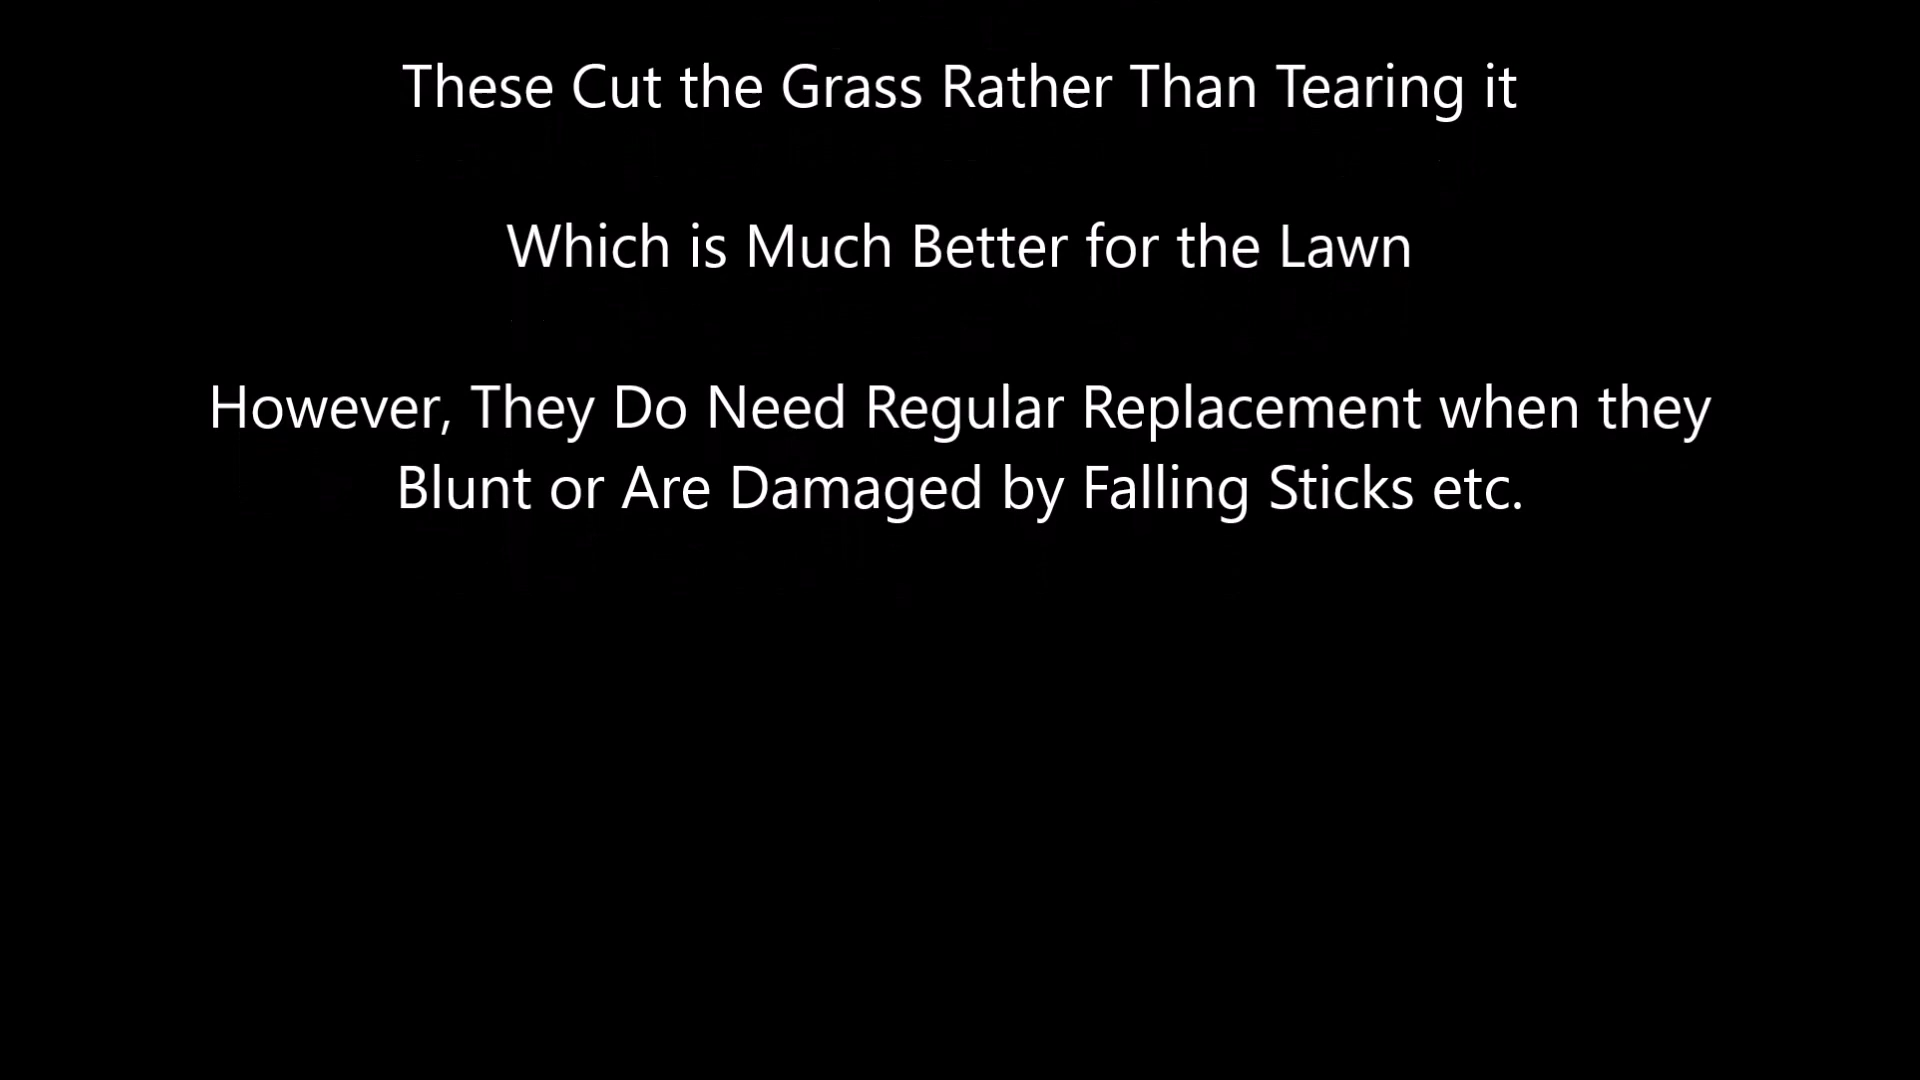 These Cut the Grass Rather Than Tearing it
Which is Much Better for the Lawn
However, They Do Need Regular Replacement when they
Blunt or Are Damaged by Falling Sticks etc.